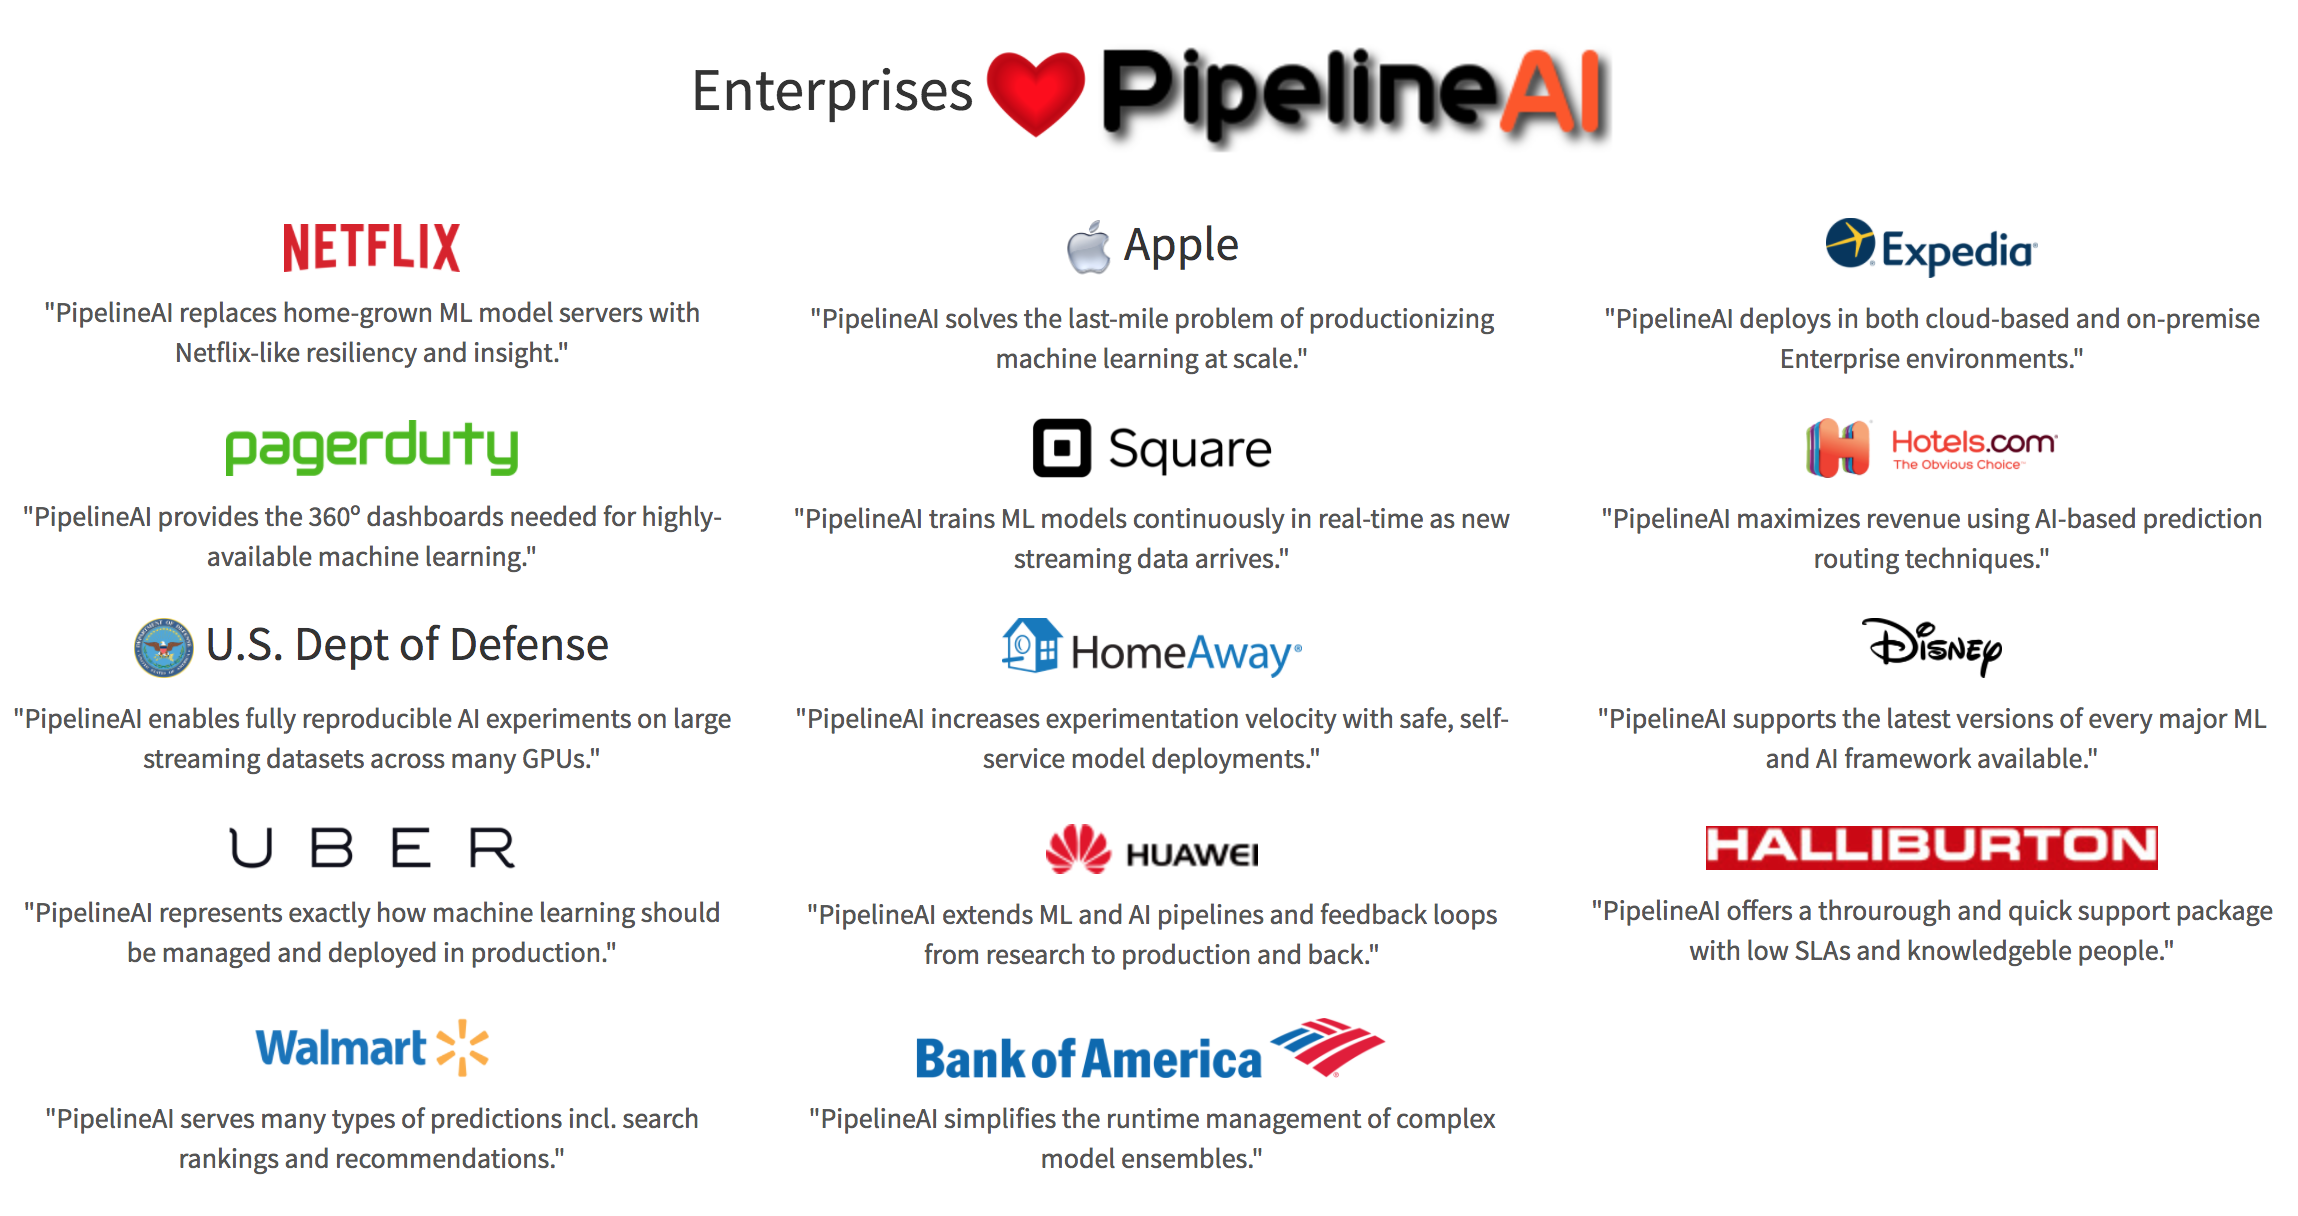 Enterprises ❤ PipelineAI
NETFLIX
"PipelineAI replaces home-grown ML model servers with
Netflix-like resiliency and insight."
Apple
"PipelineAI solves the last-mile problem of productionizing
machine learning at scale."
Expedia®
"PipelineAI deploys in both cloud-based and on-premise
Enterprise environments."
pagerduty
"PipelineAI provides the 360º dashboards needed for highly-
available machine learning."
Square
"PipelineAI trains ML models continuously in real-time as new
streaming data arrives."
Hotels.com®
The Obvious Choice™
"PipelineAI maximizes revenue using AI-based prediction
routing techniques."
U.S. Dept of Defense
"PipelineAI enables fully reproducible AI experiments on large
streaming datasets across many GPUs."
HomeAway®
"PipelineAI increases experimentation velocity with safe, self-
service model deployments."
DISNEY
"PipelineAI supports the latest versions of every major ML
and AI framework available."
UBER
"PipelineAI represents exactly how machine learning should
be managed and deployed in production."
HUAWEI
"PipelineAI extends ML and AI pipelines and feedback loops
from research to production and back."
HALLIBURTON
"PipelineAI offers a throurough and quick support package
with low SLAs and knowledgeble people."
Walmart
"PipelineAI serves many types of predictions incl. search
rankings and recommendations."
Bank of America
"PipelineAI simplifies the runtime management of complex
model ensembles."